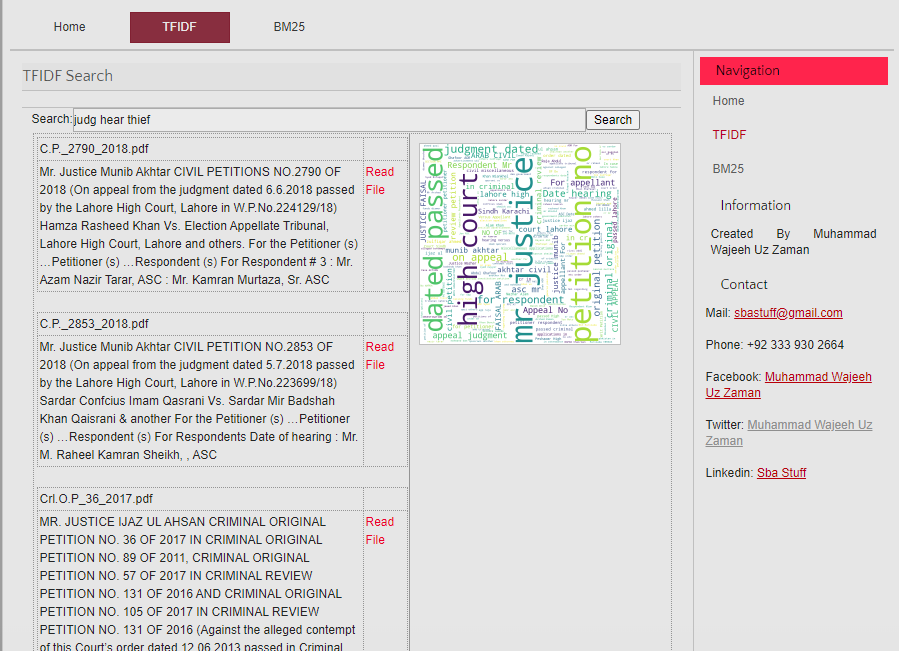 Home
TFIDF
BM25
TFIDF Search
Search:
judg hear thief
Search
C.P._2790_2018.pdf
Mr. Justice Munib Akhtar CIVIL PETITIONS NO.2790 OF
2018 (On appeal from the judgment dated 6.6.2018 passed
by the Lahore High Court, Lahore in W.P.No.224129/18)
Hamza Rasheed Khan Vs. Election Appellate Tribunal,
Lahore High Court, Lahore and others. For the Petitioner (s)
…Petitioner (s) …Respondent (s) For Respondent # 3 : Mr.
Azam Nazir Tarar, ASC : Mr. Kamran Murtaza, Sr. ASC
Read
File
C.P._2853_2018.pdf
Mr. Justice Munib Akhtar CIVIL PETITION NO.2853 OF
2018 (On appeal from the judgment dated 5.7.2018 passed
by the Lahore High Court, Lahore in W.P.No.223699/18)
Sardar Confcius Imam Qasrani Vs. Sardar Mir Badshah
Khan Qaisrani & another For the Petitioner (s) …Petitioner
(s) …Respondent (s) For Respondents Date of hearing : Mr.
M. Raheel Kamran Sheikh, , ASC
Read
File
Crl.O.P_36_2017.pdf
MR. JUSTICE IJAZ UL AHSAN CRIMINAL ORIGINAL
PETITION NO. 36 OF 2017 IN CRIMINAL ORIGINAL
PETITION NO. 89 OF 2011, CRIMINAL ORIGINAL
PETITION NO. 57 OF 2017 IN CRIMINAL REVIEW
PETITION NO. 131 OF 2016 AND CRIMINAL ORIGINAL
PETITION NO. 105 OF 2017 IN CRIMINAL REVIEW
PETITION NO. 131 OF 2016 (Against the alleged contempt
of this Court's order dated 12.06.2013 passed in Criminal
Read
File
judgment dated
ARAB CIVIL
Respondent Mr
For appellant
in criminal
lahore high
Date hearing
Sindh Karachi
court lahore
munib akhtar
on appeal
akhtar civil
asc mr
for respondent
Appeal No
appeal judgment
dated passed
high court
mr justice
petition no
original petition
criminal original
justice munib
civil petition
FAISAL ARAB
JUSTICE FAISAL
review petition
criminal review
CIVIL APPEAL
Navigation
Home
TFIDF
BM25
Information
Created By Muhammad
Wajeeh Uz Zaman
Contact
Mail: sbastuff@gmail.com
Phone: +92 333 930 2664
Facebook: Muhammad Wajeeh
Uz Zaman
Twitter: Muhammad Wajeeh Uz
Zaman
Linkedin: Sba Stuff